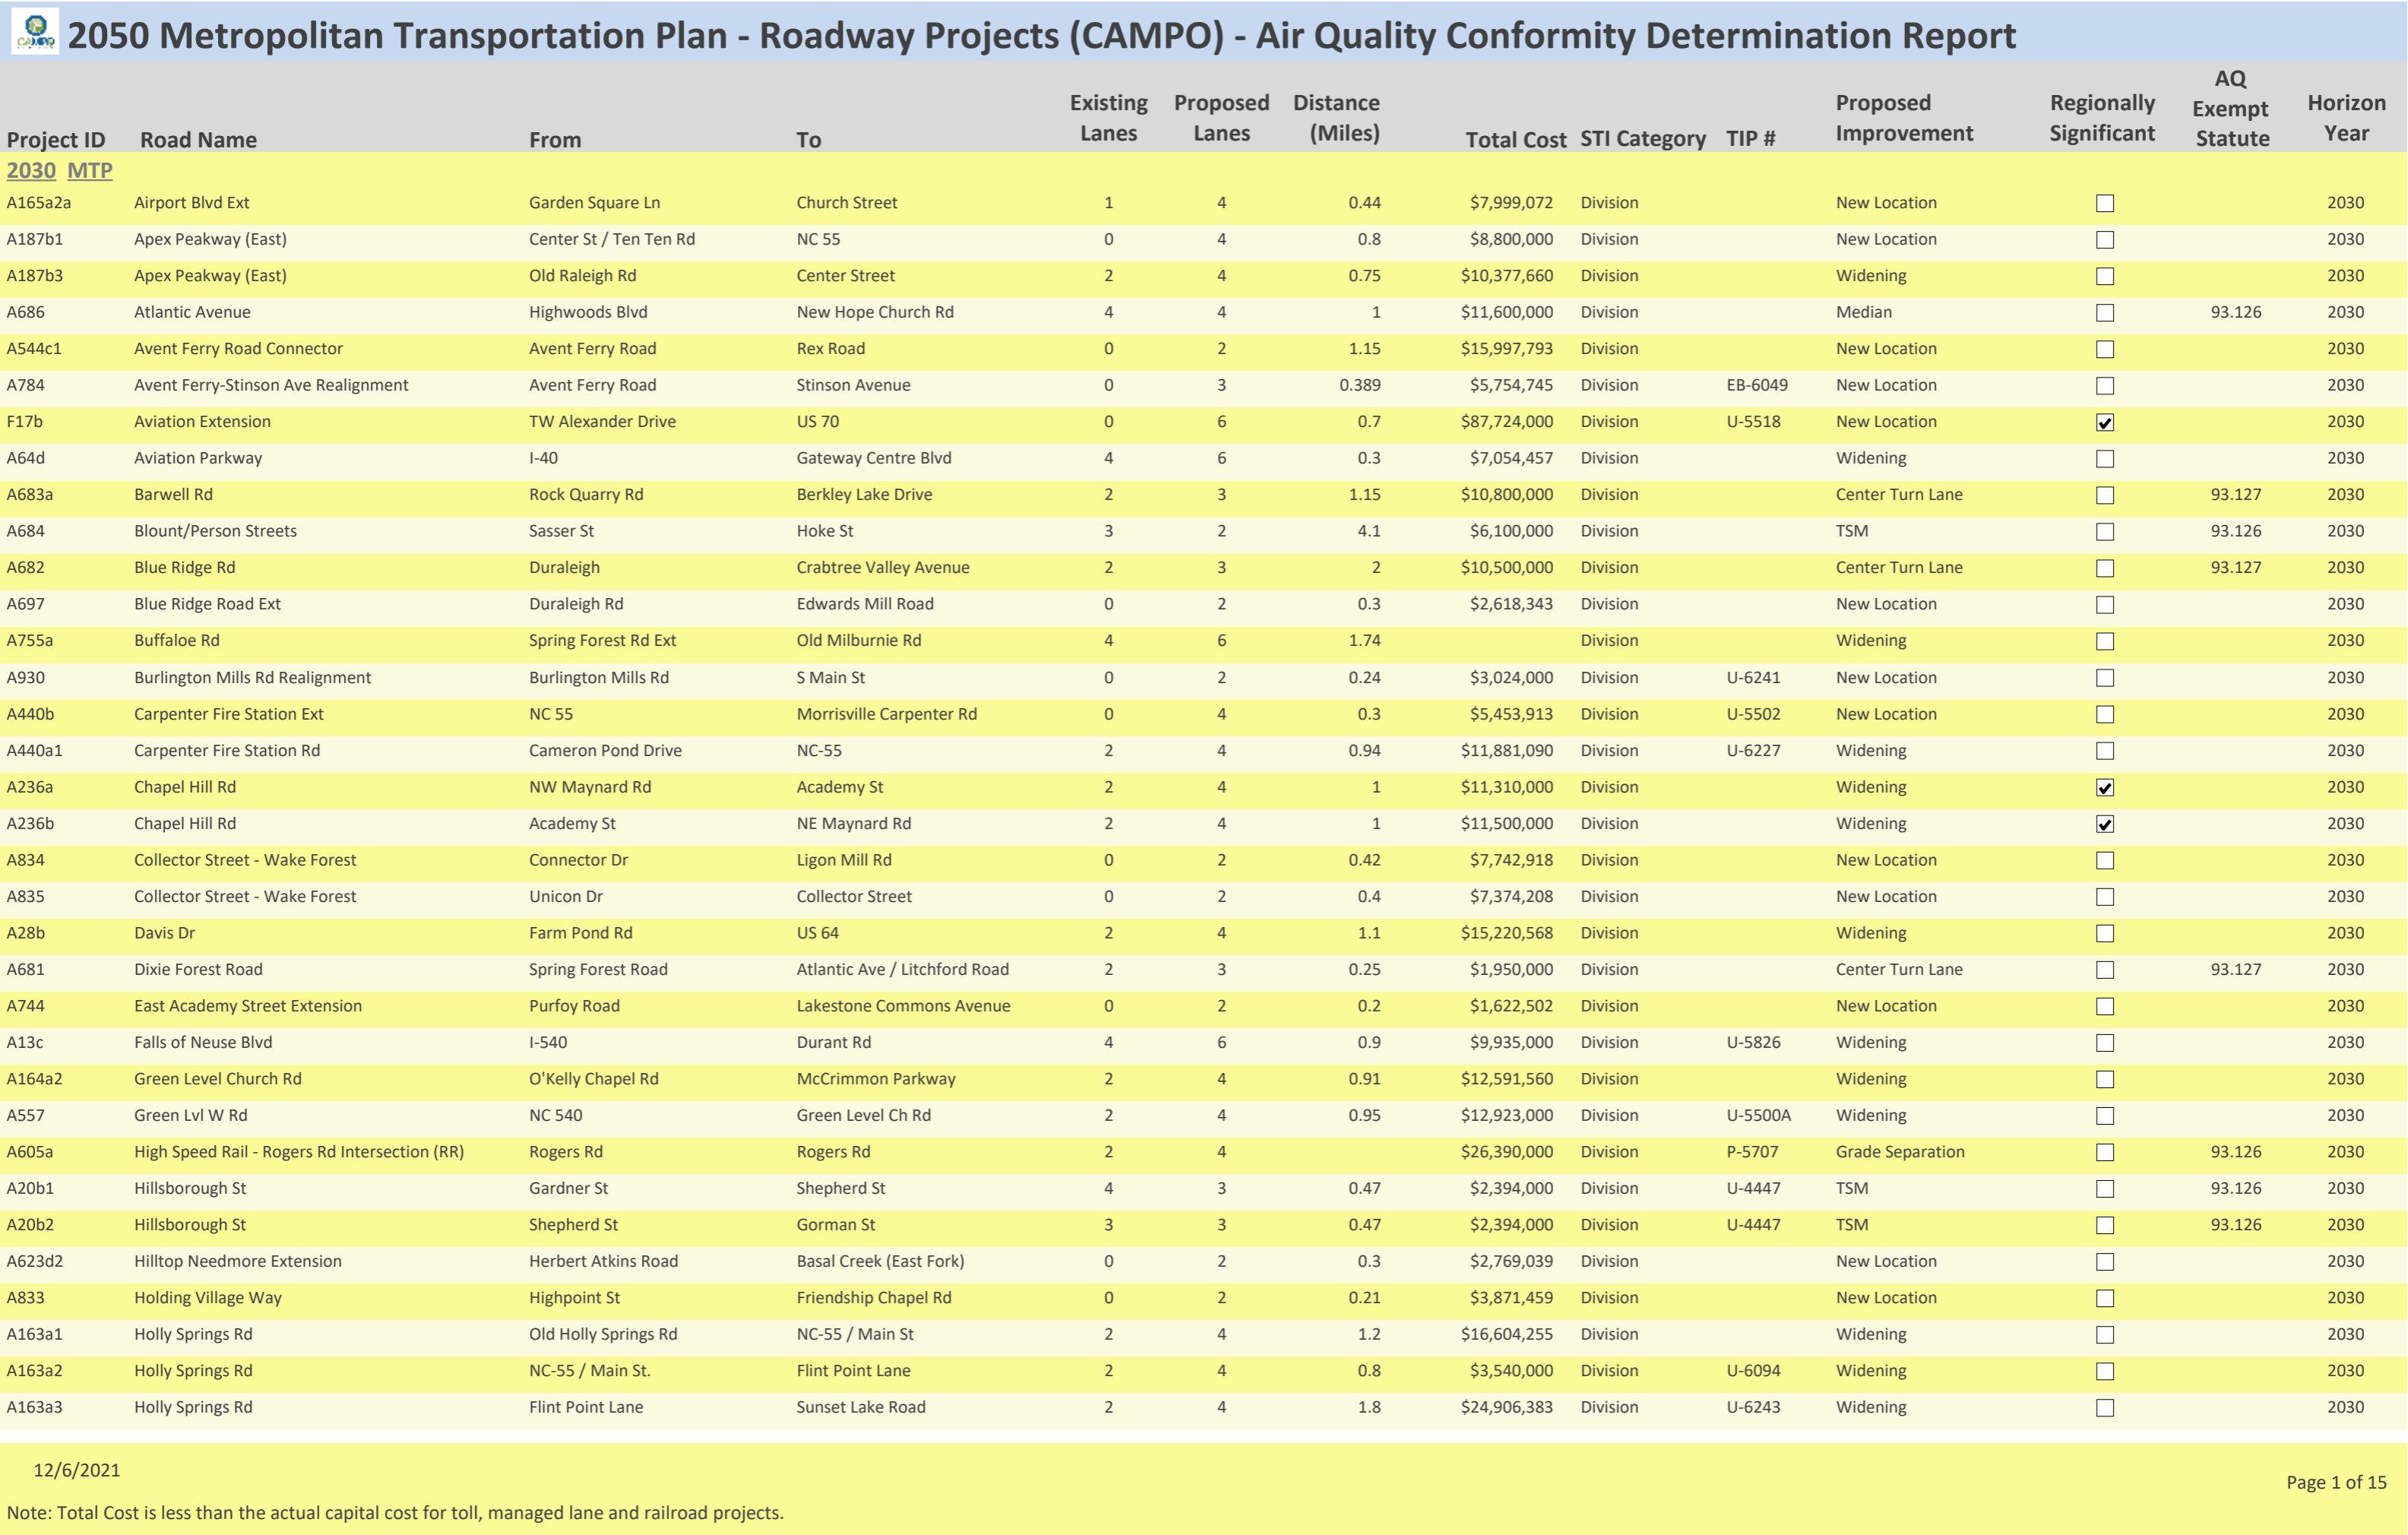 2050 Metropolitan Transportation Plan - Roadway Projects (CAMPO) - Air Quality Conformity Determination Report
Project ID Road Name From To Existing Lanes Proposed Lanes Distance (Miles) Total Cost STI Category TIP # Proposed Improvement Regionally Significant AQ Exempt Statute Horizon Year
2030 MTP
A165a2a Airport Blvd Ext Garden Square Ln Church Street 1 4 0.44 $7,999,072 Division New Location 2030
A187b1 Apex Peakway (East) Center St / Ten Ten Rd NC 55 0 4 0.8 $8,800,000 Division New Location 2030
A187b3 Apex Peakway (East) Old Raleigh Rd Center Street 2 4 0.75 $10,377,660 Division Widening 2030
A686 Atlantic Avenue Highwoods Blvd New Hope Church Rd 4 4 1 $11,600,000 Division Median 93.126 2030
A544c1 Avent Ferry Road Connector Avent Ferry Road Rex Road 0 2 1.15 $15,997,793 Division New Location 2030
A784 Avent Ferry-Stinson Ave Realignment Avent Ferry Road Stinson Avenue 0 3 0.389 $5,754,745 Division EB-6049 New Location 2030
F17b Aviation Extension TW Alexander Drive US 70 0 6 0.7 $87,724,000 Division U-5518 New Location 2030
A64d Aviation Parkway I-40 Gateway Centre Blvd 4 6 0.3 $7,054,457 Division Widening 2030
A683a Barwell Rd Rock Quarry Rd Berkley Lake Drive 2 3 1.15 $10,800,000 Division Center Turn Lane 93.127 2030
A684 Blount/Person Streets Sasser St Hoke St 3 2 4.1 $6,100,000 Division TSM 93.126 2030
A682 Blue Ridge Rd Duraleigh Crabtree Valley Avenue 2 3 2 $10,500,000 Division Center Turn Lane 93.127 2030
A697 Blue Ridge Road Ext Duraleigh Rd Edwards Mill Road 0 2 0.3 $2,618,343 Division New Location 2030
A755a Buffaloe Rd Spring Forest Rd Ext Old Milburnie Rd 4 6 1.74 Division Widening 2030
A930 Burlington Mills Rd Realignment Burlington Mills Rd S Main St 0 2 0.24 $3,024,000 Division U-6241 New Location 2030
A440b Carpenter Fire Station Ext NC 55 Morrisville Carpenter Rd 0 4 0.3 $5,453,913 Division U-5502 New Location 2030
A440a1 Carpenter Fire Station Rd Cameron Pond Drive NC-55 2 4 0.94 $11,881,090 Division U-6227 Widening 2030
A236a Chapel Hill Rd NW Maynard Rd Academy St 2 4 1 $11,310,000 Division Widening 2030
A236b Chapel Hill Rd Academy St NE Maynard Rd 2 4 1 $11,500,000 Division Widening 2030
A834 Collector Street - Wake Forest Connector Dr Ligon Mill Rd 0 2 0.42 $7,742,918 Division New Location 2030
A835 Collector Street - Wake Forest Unicon Dr Collector Street 0 2 0.4 $7,374,208 Division New Location 2030
A28b Davis Dr Farm Pond Rd US 64 2 4 1.1 $15,220,568 Division Widening 2030
A681 Dixie Forest Road Spring Forest Road Atlantic Ave / Litchford Road 2 3 0.25 $1,950,000 Division Center Turn Lane 93.127 2030
A744 East Academy Street Extension Purfoy Road Lakestone Commons Avenue 0 2 0.2 $1,622,502 Division New Location 2030
A13c Falls of Neuse Blvd I-540 Durant Rd 4 6 0.9 $9,935,000 Division U-5826 Widening 2030
A164a2 Green Level Church Rd O'Kelly Chapel Rd McCrimmon Parkway 2 4 0.91 $12,591,560 Division Widening 2030
A557 Green Lvl W Rd NC 540 Green Level Ch Rd 2 4 0.95 $12,923,000 Division U-5500A Widening 2030
A605a High Speed Rail - Rogers Rd Intersection (RR) Rogers Rd Rogers Rd 2 4 $26,390,000 Division P-5707 Grade Separation 93.126 2030
A20b1 Hillsborough St Gardner St Shepherd St 4 3 0.47 $2,394,000 Division U-4447 TSM 93.126 2030
A20b2 Hillsborough St Shepherd St Gorman St 3 3 0.47 $2,394,000 Division U-4447 TSM 93.126 2030
A623d2 Hilltop Needmore Extension Herbert Atkins Road Basal Creek (East Fork) 0 2 0.3 $2,769,039 Division New Location 2030
A833 Holding Village Way Highpoint St Friendship Chapel Rd 0 2 0.21 $3,871,459 Division New Location 2030
A163a1 Holly Springs Rd Old Holly Springs Rd NC-55 / Main St 2 4 1.2 $16,604,255 Division Widening 2030
A163a2 Holly Springs Rd NC-55 / Main St. Flint Point Lane 2 4 0.8 $3,540,000 Division U-6094 Widening 2030
A163a3 Holly Springs Rd Flint Point Lane Sunset Lake Road 2 4 1.8 $24,906,383 Division U-6243 Widening 2030
12/6/2021
Page 1 of 15
Note: Total Cost is less than the actual capital cost for toll, managed lane and railroad projects.